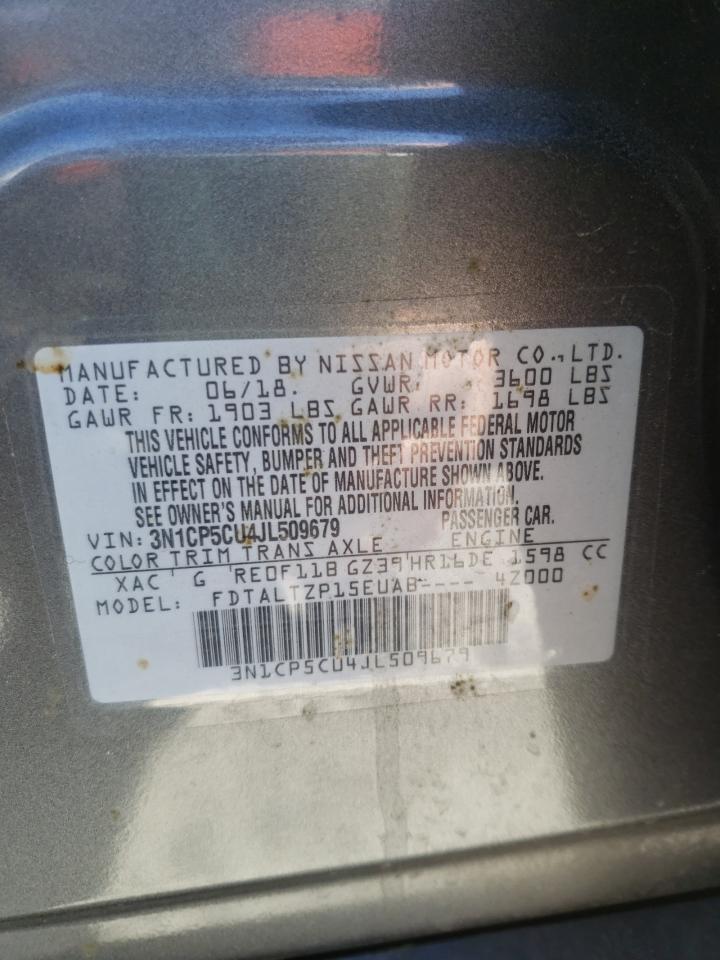 MANUFACTURED BY NISSAN MOTOR CO.,LTD.
DATE: 06/18. GVWR: 3600 LBS
GAWR FR: 1903 LBS GAWR RR: 1698 LBS
THIS VEHICLE CONFORMS TO ALL APPLICABLE FEDERAL MOTOR
VEHICLE SAFETY, BUMPER AND THEFT PREVENTION STANDARDS
IN EFFECT ON THE DATE OF MANUFACTURE SHOWN ABOVE.
SEE OWNER'S MANUAL FOR ADDITIONAL INFORMATION.
VIN: 3N1CP5CU4JL509679 PASSENGER CAR.
COLOR TRIM TRANS AXLE ENGINE
XAC G RE0F11B GZ39 HR16DE 1598 CC
MODEL: FDTALTZP15EUAB---- 4Z000
3N1CP5CU4JL509679